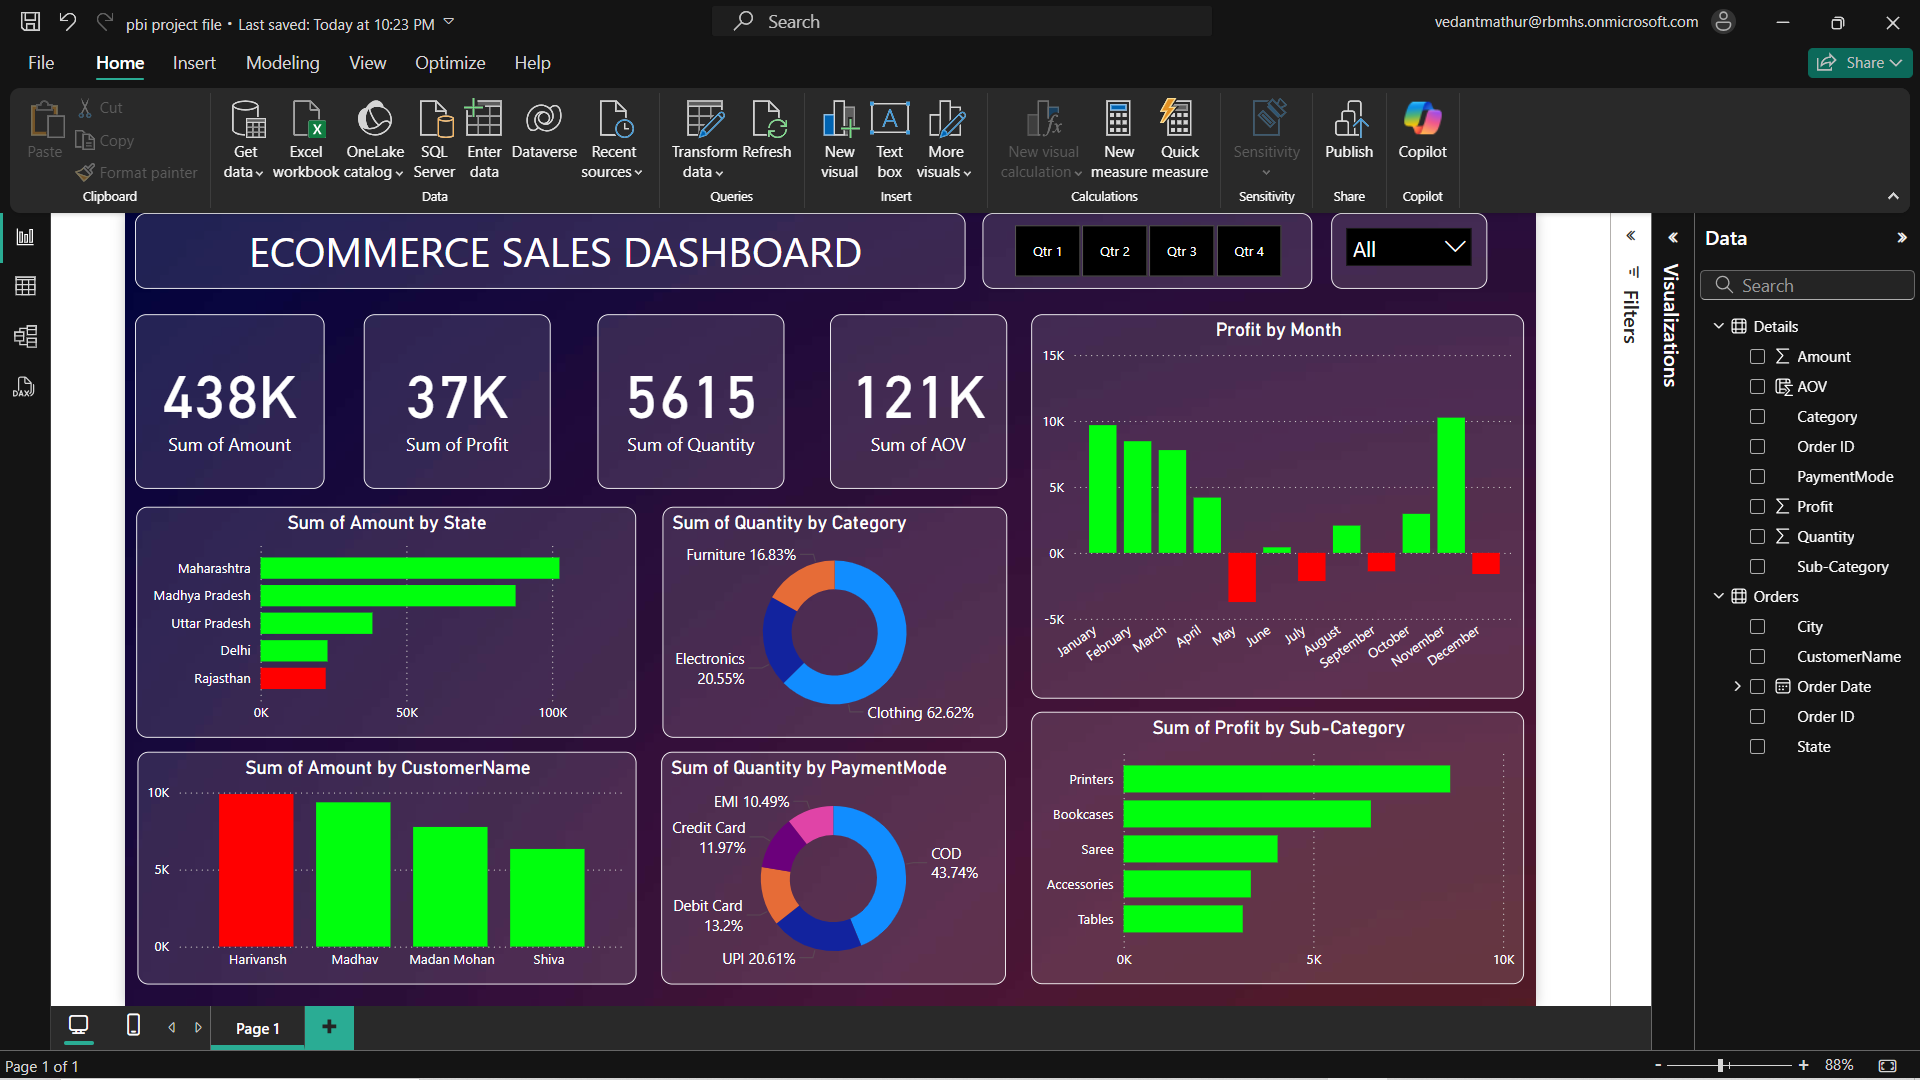 pbi project file • Last saved: Today at 10:23 PM
Search
vedantmathur@rbmhs.onmicrosoft.com
File
Home
Insert
Modeling
View
Optimize
Help
Share
Paste
Cut
Copy
Format painter
Clipboard
Get
data
Excel
workbook
OneLake
catalog
SQL
Server
Enter
data
Dataverse
Recent
sources
Data
Transform
data
Refresh
Queries
New
visual
A
Text
box
More
visuals
Insert
New visual
calculation
New
measure
Quick
measure
Calculations
Sensitivity
Sensitivity
Publish
Share
Copilot
Copilot
DAX
ECOMMERCE SALES DASHBOARD
Qtr 1
Qtr 2
Qtr 3
Qtr 4
All
438K
Sum of Amount
37K
Sum of Profit
5615
Sum of Quantity
121K
Sum of AOV
Profit by Month
15K
10K
5K
0K
-5K
January
February
March
April
May
June
July
August
September
October
November
December
Sum of Amount by State
Maharashtra
Madhya Pradesh
Uttar Pradesh
Delhi
Rajasthan
0K
50K
100K
Sum of Quantity by Category
Furniture 16.83%
Electronics
20.55%
Clothing 62.62%
Sum of Amount by CustomerName
10K
5K
0K
Harivansh
Madhav
Madan Mohan
Shiva
Sum of Quantity by PaymentMode
EMI 10.49%
Credit Card
11.97%
Debit Card
13.2%
UPI 20.61%
COD
43.74%
Sum of Profit by Sub-Category
Printers
Bookcases
Saree
Accessories
Tables
0K
5K
10K
Filters
Visualizations
Data
Search
Details
Amount
AOV
Category
Order ID
PaymentMode
Profit
Quantity
Sub-Category
Orders
City
CustomerName
Order Date
Order ID
State
Page 1
Page 1 of 1
- + 88%